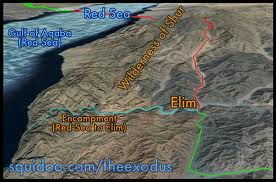 Red Sea
Gulf of Aqaba
(Red Sea)
Wilderness of Shur
Elim
Encampment
(Red Sea to Elim)
squidoo.com/theexodus